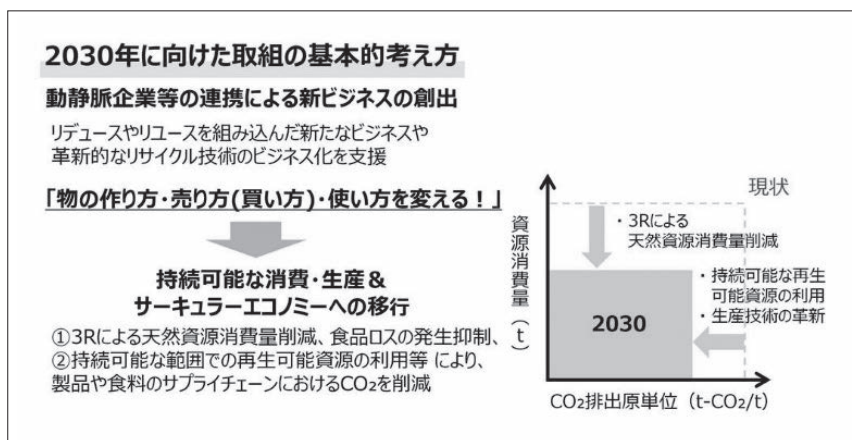 2030年に向けた取組の基本的考え方
動静脈企業等の連携による新ビジネスの創出
リデュースやリユースを組み込んだ新たなビジネスや
革新的なリサイクル技術のビジネス化を支援
「物の作り方・売り方(買い方)・使い方を変える！」
持続可能な消費・生産＆
サーキュラーエコノミーへの移行
①3Rによる天然資源消費量削減、食品ロスの発生抑制、
②持続可能な範囲での再生可能資源の利用等 により、
製品や食料のサプライチェーンにおけるCO₂を削減
現状
資源消費量（t）
・3Rによる
天然資源消費量削減
・持続可能な再生
可能資源の利用
・生産技術の革新
2030
CO₂排出原単位（t-CO₂/t）